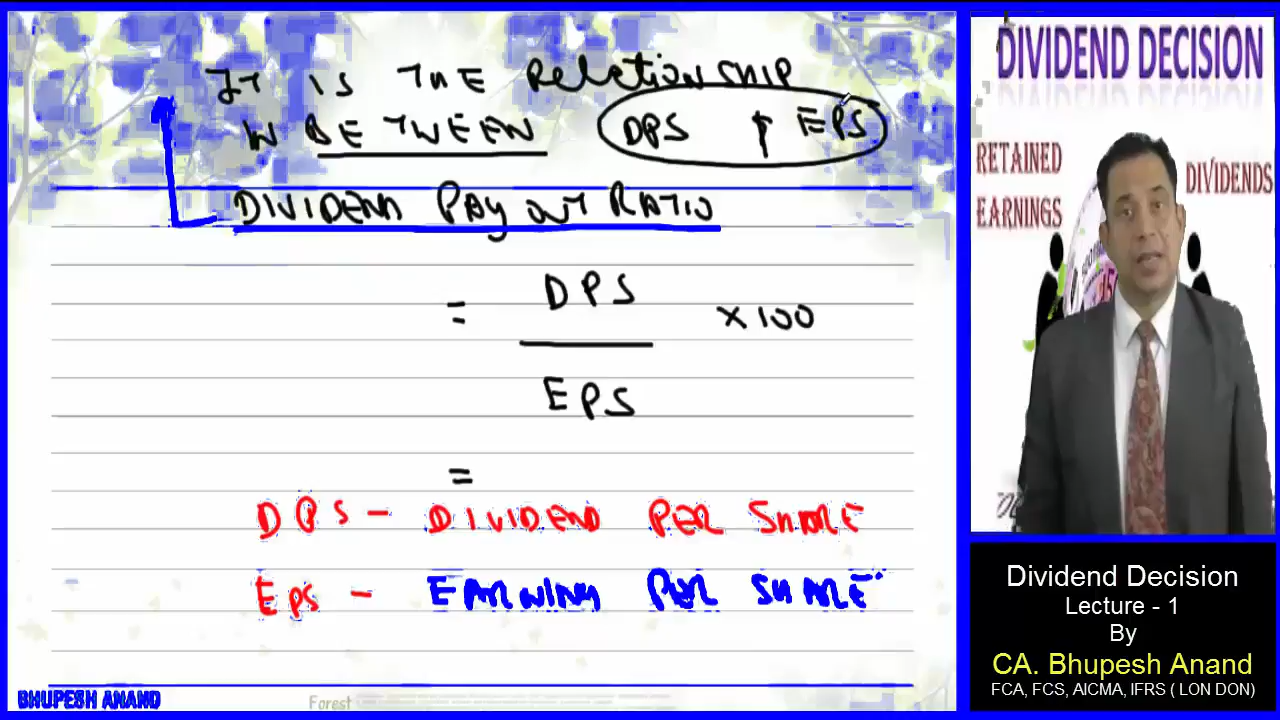 IT IS THE RelationSHIP
IN BETWEEN DPS & EPS
DIVIDEND PAY OUT RATIO
= DPS × 100
EPS
=
DPS - DIVIDEND PER SHARE
EPS - EARNING PER SHARE
BHUPESH ANAND
Forest
DIVIDEND DECISION
RETAINED
EARNINGS
DIVIDENDS
Dividend Decision
Lecture - 1
By
CA. Bhupesh Anand
FCA, FCS, AICMA, IFRS ( LON DON)